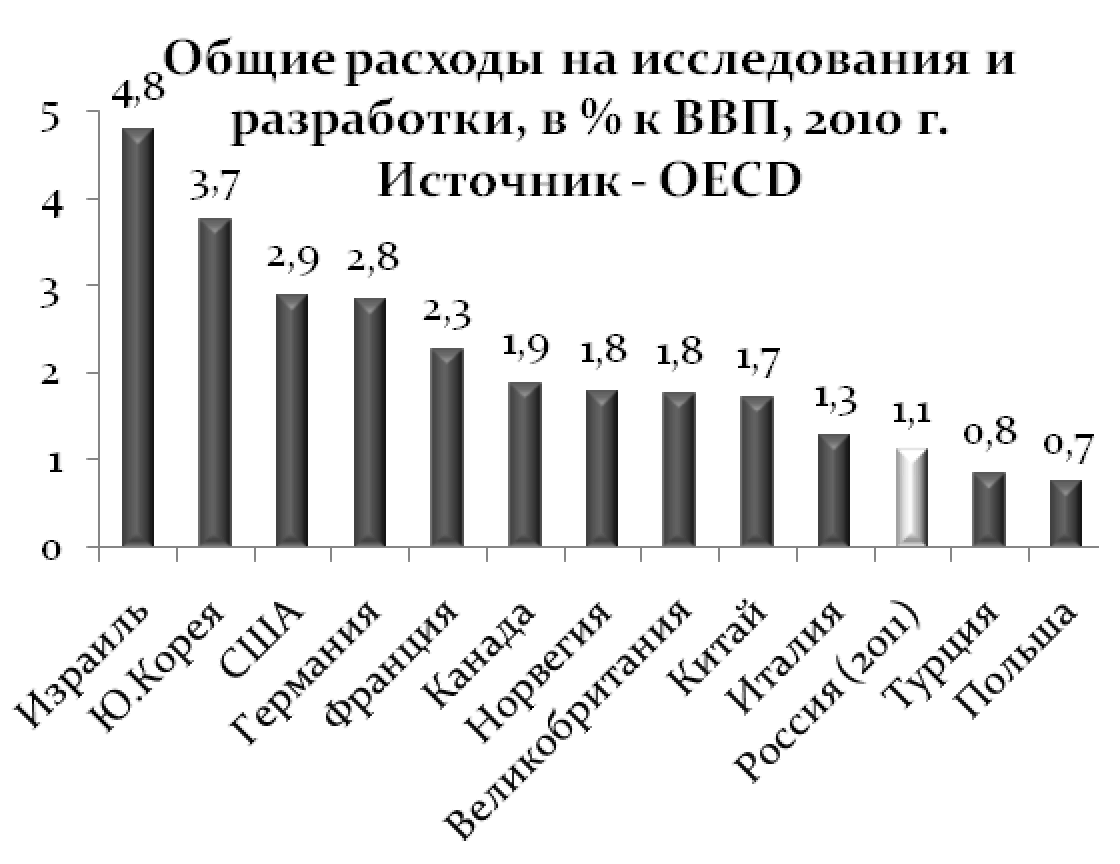 Общие расходы на исследования и
разработки, в % к ВВП, 2010 г.
Источник - OECD
5
4
3
2
1
0
4,8
3,7
2,9
2,8
2,3
1,9
1,8
1,8
1,7
1,3
1,1
0,8
0,7
Израиль
Ю.Корея
США
Германия
Франция
Канада
Норвегия
Великобритания
Китай
Италия
Россия (2011)
Турция
Польша